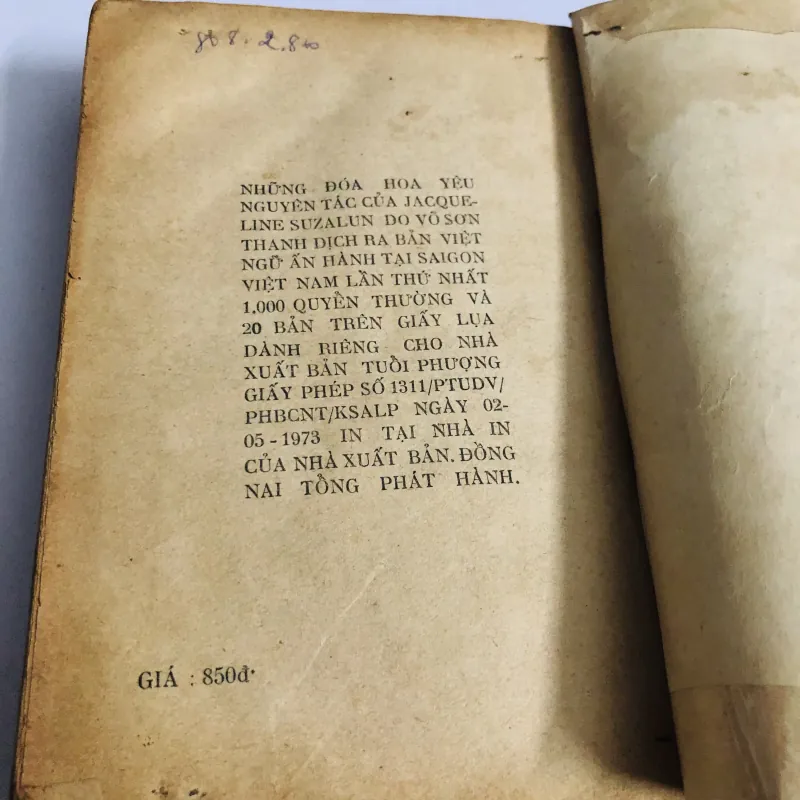 NHỮNG ĐÓA HOA YÊU
NGUYÊN TÁC CỦA JACQUE-
LINE SUZALUN DO VÕ SƠN
THANH DỊCH RA BẢN VIỆT
NGỮ ẤN HÀNH TẠI SAIGON
VIỆT NAM LẦN THỨ NHẤT
1.000 QUYỂN THƯỜNG VÀ
20 BẢN TRÊN GIẤY LỤA
DÀNH RIÊNG CHO NHÀ
XUẤT BẢN TUỔI PHƯỢNG
GIẤY PHÉP SỐ 1311/PTUDV/
PHBCNT/KSALP NGÀY 02-
05-1973 IN TẠI NHÀ IN
CỦA NHÀ XUẤT BẢN. ĐỒNG
NAI TỔNG PHÁT HÀNH.
GIÁ : 850đ.